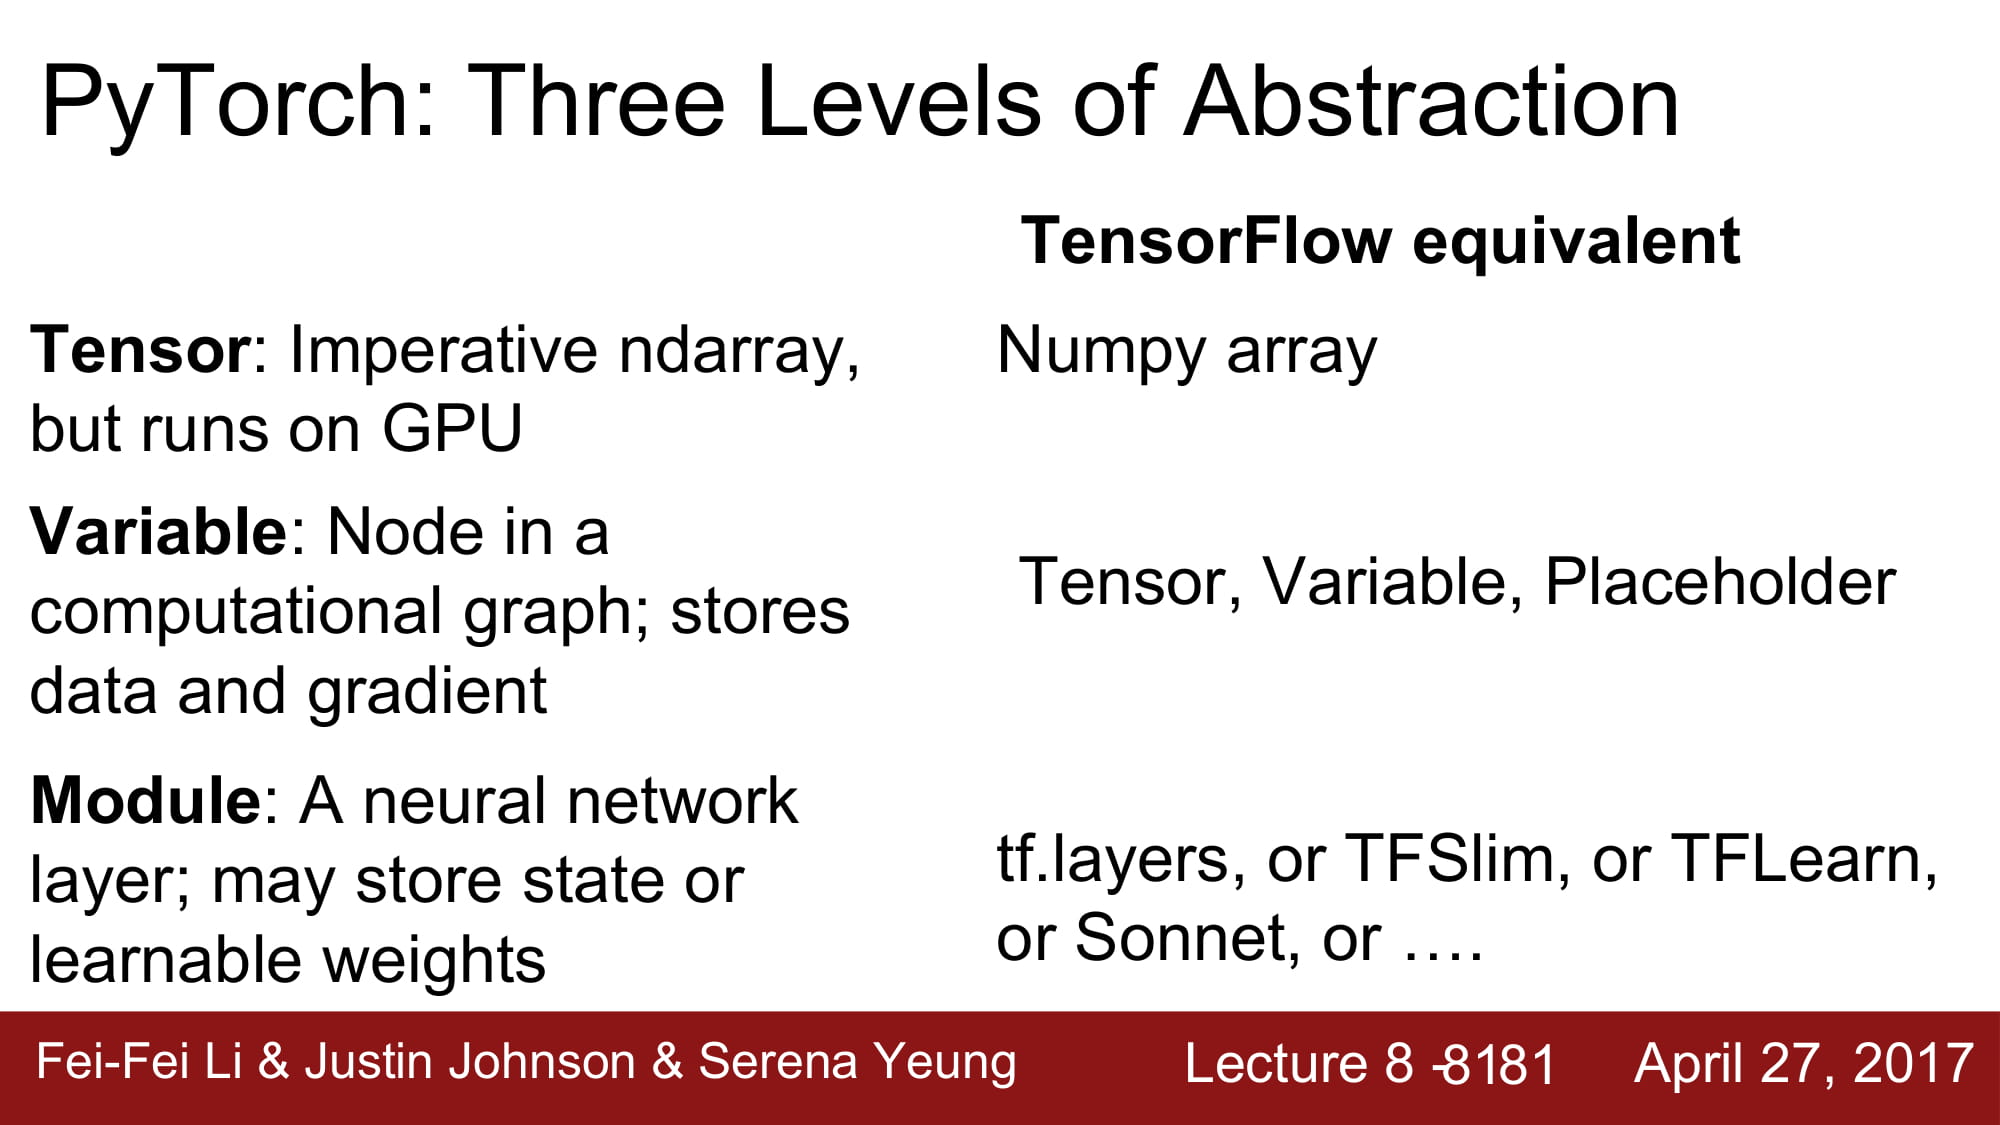 PyTorch: Three Levels of Abstraction
TensorFlow equivalent
Tensor: Imperative ndarray,
but runs on GPU
Numpy array
Variable: Node in a
computational graph; stores
data and gradient
Tensor, Variable, Placeholder
Module: A neural network
layer; may store state or
learnable weights
tf.layers, or TFSlim, or TFLearn,
or Sonnet, or ….
Fei-Fei Li & Justin Johnson & Serena Yeung
Lecture 8 -8181
April 27, 2017